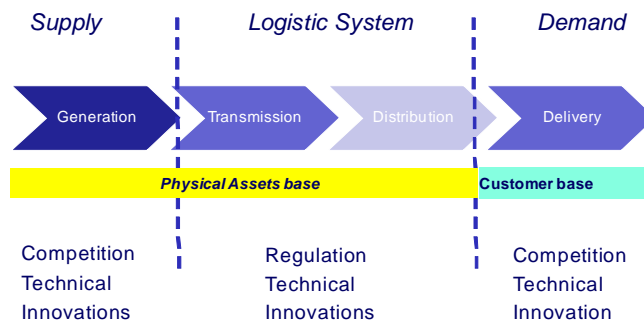 Supply
Logistic System
Demand
Generation
Transmission
Distribution
Delivery
Physical Assets base
Customer base
Competition
Technical
Innovations
Regulation
Technical
Innovations
Competition
Technical
Innovation